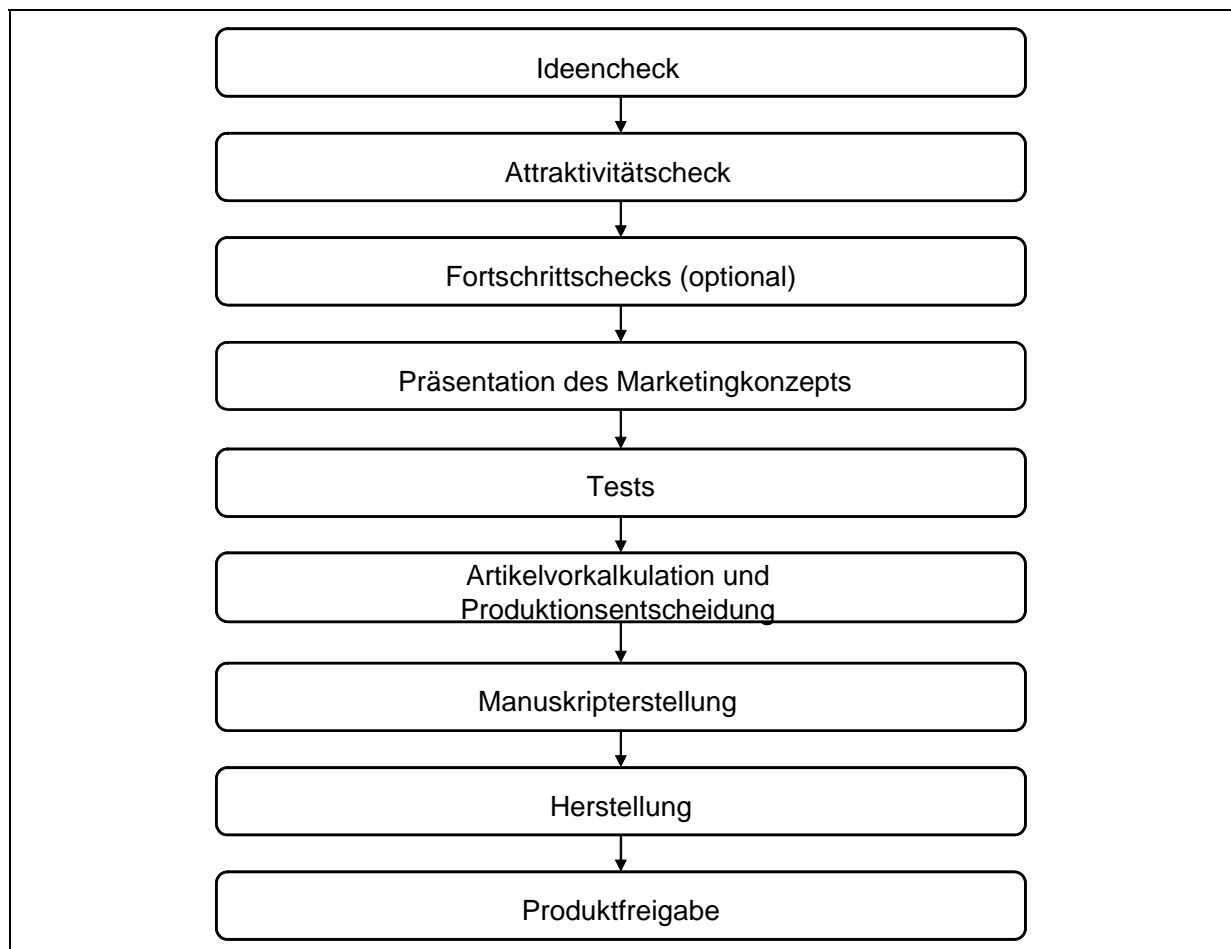 Ideencheck
Attraktivitätscheck
Fortschrittschecks (optional)
Präsentation des Marketingkonzepts
Tests
Artikelvorkalkulation und
Produktionsentscheidung
Manuskripterstellung
Herstellung
Produktfreigabe